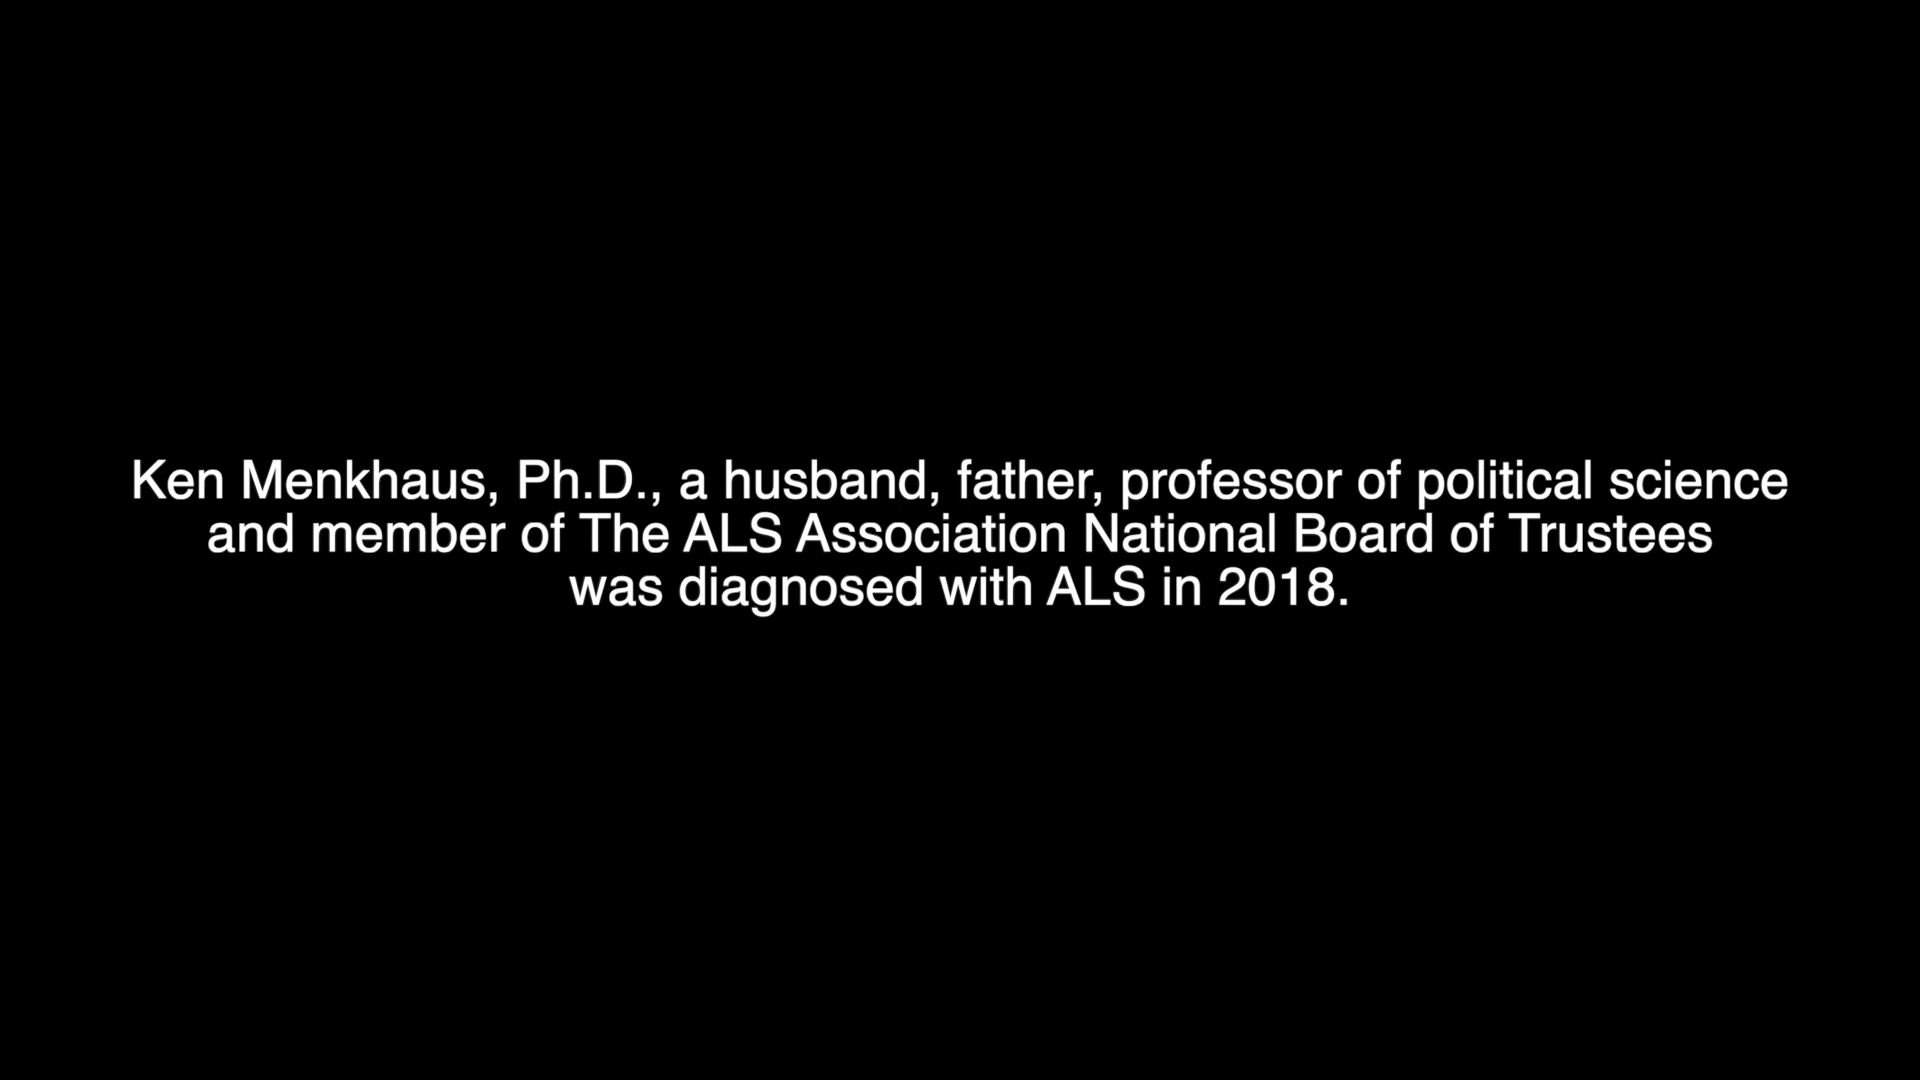 Ken Menkhaus, Ph.D., a husband, father, professor of political science
and member of The ALS Association National Board of Trustees
was diagnosed with ALS in 2018.